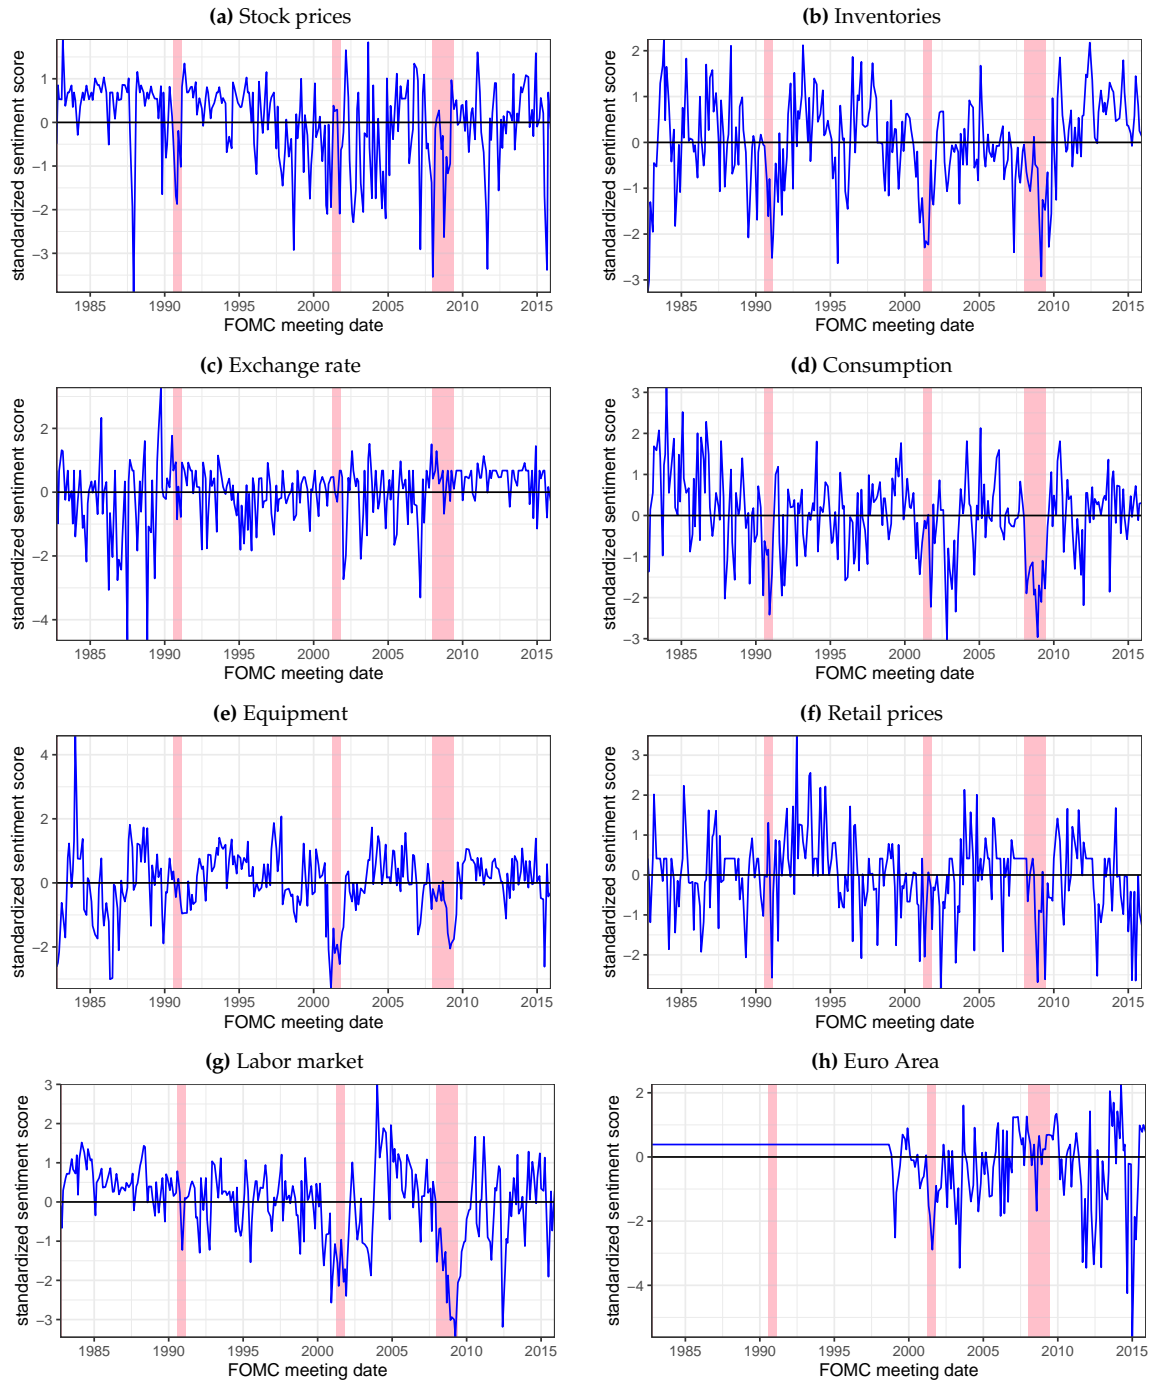 (a) Stock prices
standardized sentiment score
1
0
−1
−2
−3
1985 1990 1995 2000 2005 2010 2015
FOMC meeting date
(b) Inventories
standardized sentiment score
2
1
0
−1
−2
−3
1985 1990 1995 2000 2005 2010 2015
FOMC meeting date
(c) Exchange rate
standardized sentiment score
2
0
−2
−4
1985 1990 1995 2000 2005 2010 2015
FOMC meeting date
(d) Consumption
standardized sentiment score
3
2
1
0
−1
−2
−3
1985 1990 1995 2000 2005 2010 2015
FOMC meeting date
(e) Equipment
standardized sentiment score
4
2
0
−2
1985 1990 1995 2000 2005 2010 2015
FOMC meeting date
(f) Retail prices
standardized sentiment score
3
2
1
0
−1
−2
1985 1990 1995 2000 2005 2010 2015
FOMC meeting date
(g) Labor market
standardized sentiment score
3
2
1
0
−1
−2
−3
1985 1990 1995 2000 2005 2010 2015
FOMC meeting date
(h) Euro Area
standardized sentiment score
2
0
−2
−4
1985 1990 1995 2000 2005 2010 2015
FOMC meeting date